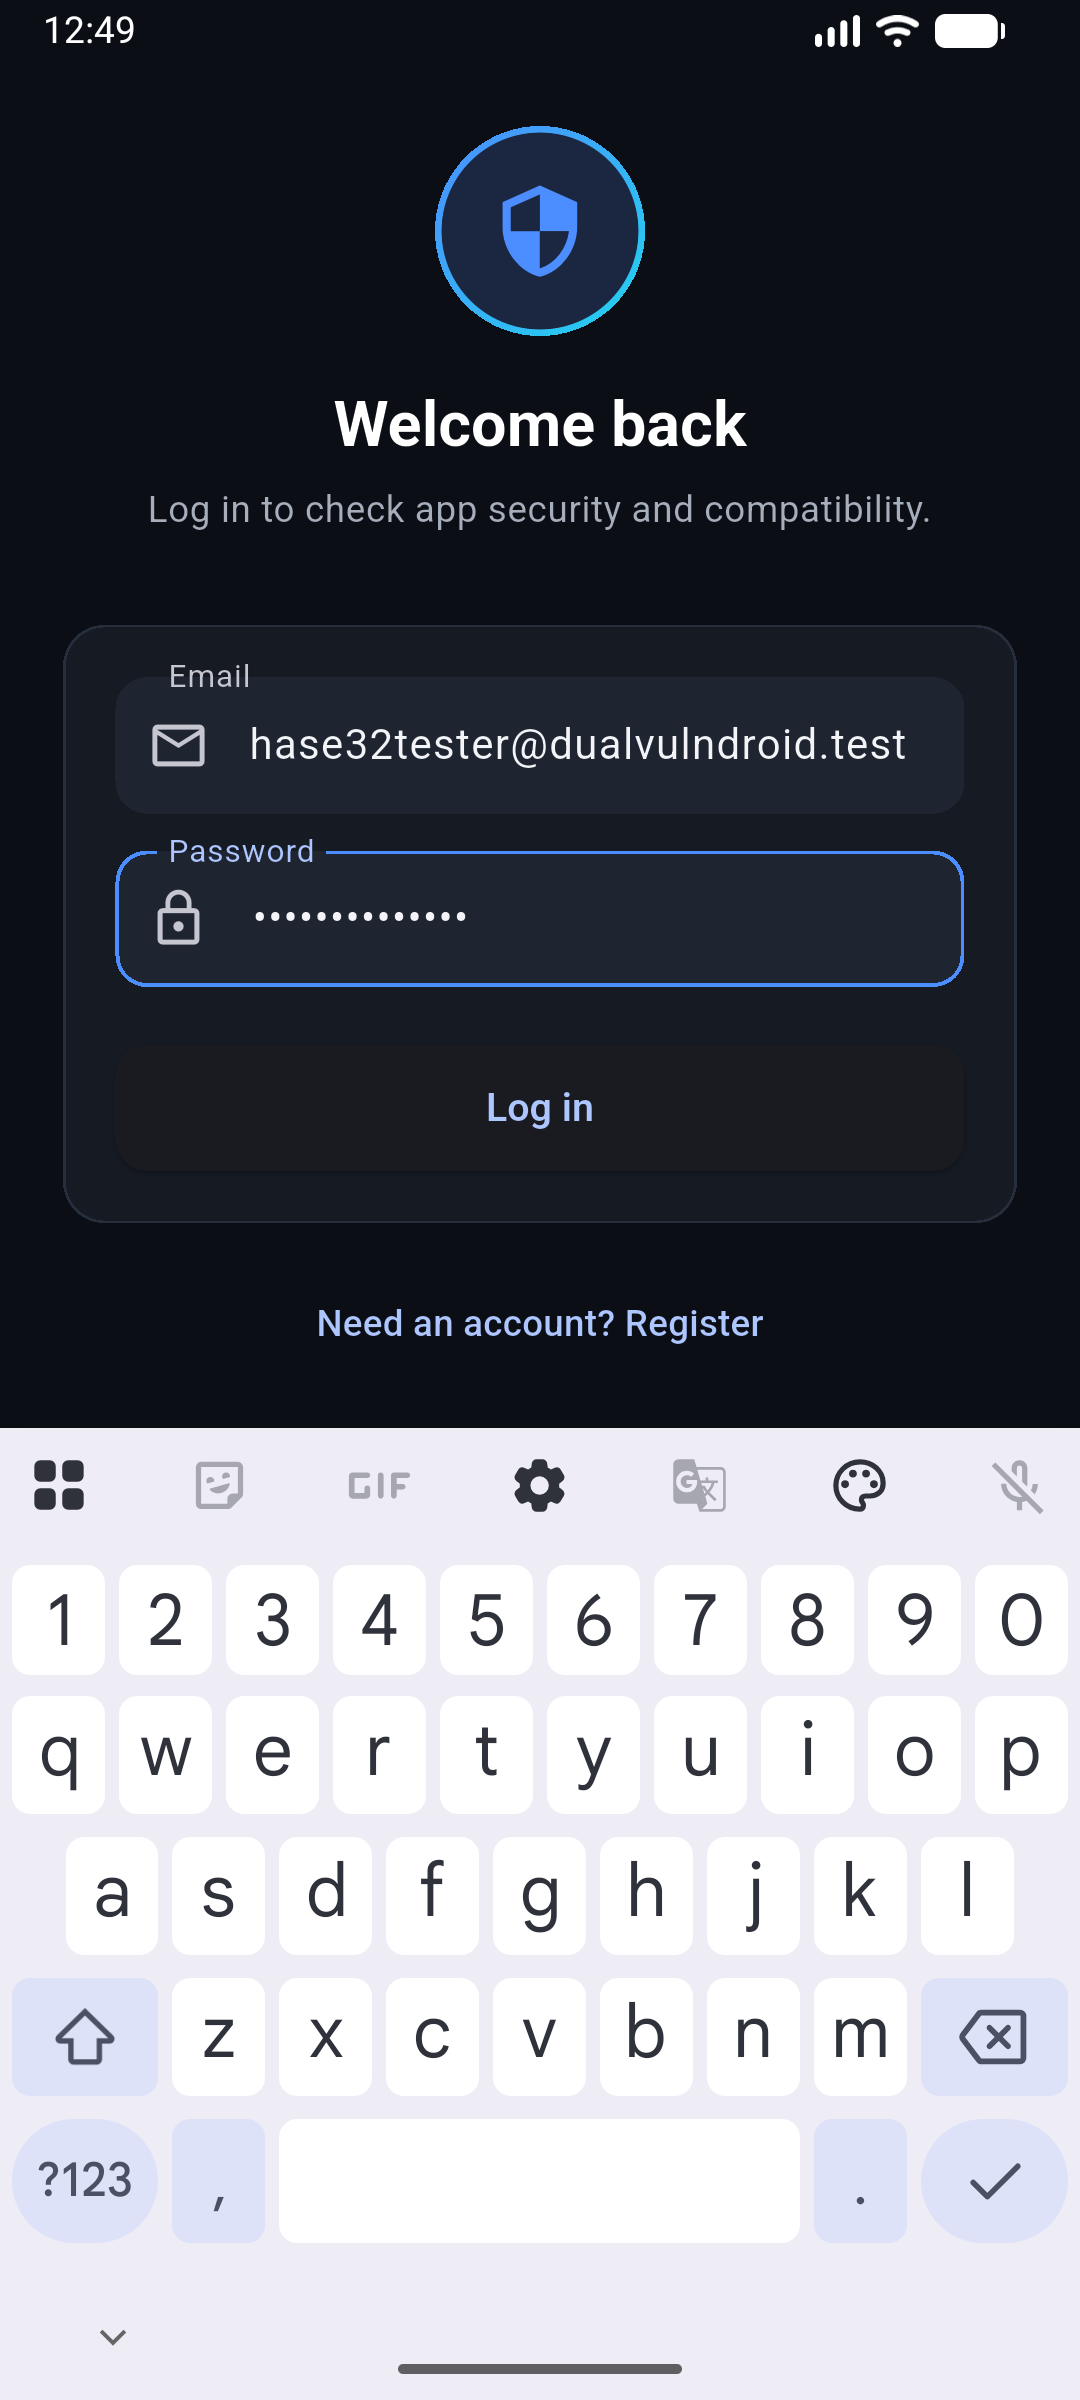 12:49
Welcome back
Log in to check app security and compatibility.
Email
hase32tester@dualvulndroid.test
Password
••••••••••••••
Log in
Need an account? Register
GIF
G 文
1 2 3 4 5 6 7 8 9 0
q w e r t y u i o p
a s d f g h j k l
z x c v b n m
?123 , .